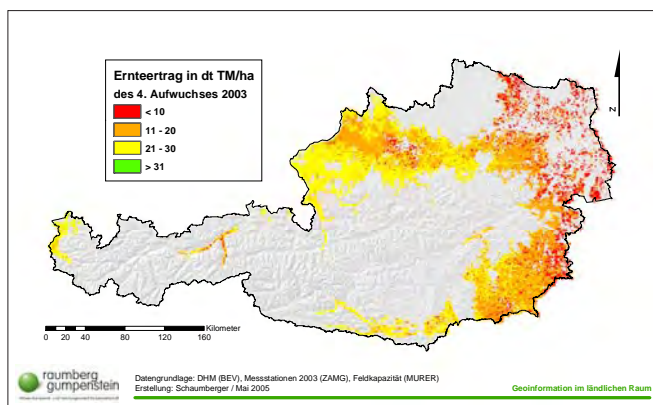 Ernteertrag in dt TM/ha
des 4. Aufwuchses 2003
< 10
11 - 20
21 - 30
> 31
N
Kilometer
0 10 20 40 80 120 160
raumberg
gumpenstein
Datengrundlage: DHM (BEV), Messstationen 2003 (ZAMG), Feldkapazität (MURER)
Erstellung: Schaumberger / Mai 2005
Geoinformation im ländlichen Raum